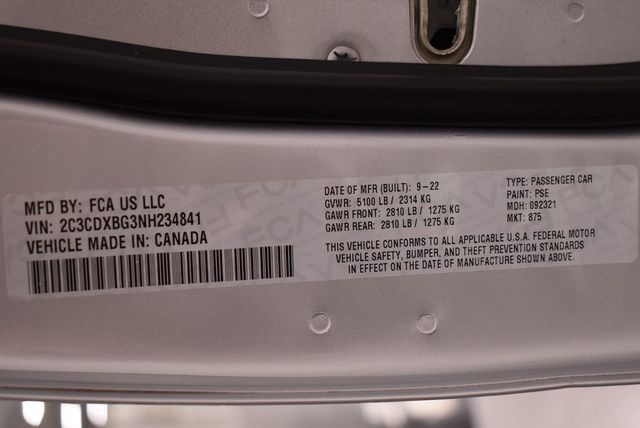 MFD BY: FCA US LLC
VIN: 2C3CDXBG3NH234841
VEHICLE MADE IN: CANADA
DATE OF MFR (BUILT): 9-22
GVWR: 5100 LB / 2314 KG
GAWR FRONT: 2810 LB / 1275 KG
GAWR REAR: 2810 LB / 1275 KG
TYPE: PASSENGER CAR
PAINT: PSE
MDH: 092321
MKT: 875
THIS VEHICLE CONFORMS TO ALL APPLICABLE U.S.A. FEDERAL MOTOR
VEHICLE SAFETY, BUMPER, AND THEFT PREVENTION STANDARDS
IN EFFECT ON THE DATE OF MANUFACTURE SHOWN ABOVE.